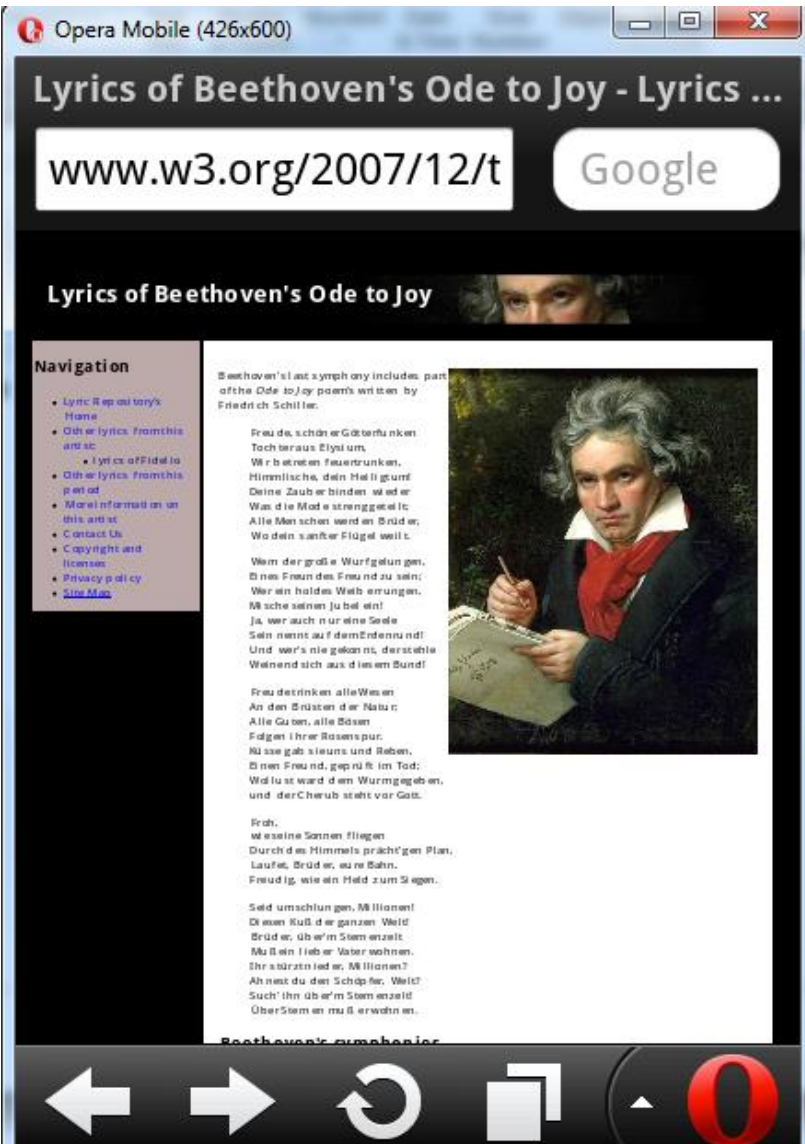 Opera Mobile (426x600)
Lyrics of Beethoven's Ode to Joy - Lyrics ...
www.w3.org/2007/12/t
Google
Lyrics of Beethoven's Ode to Joy
Navigation
Lyric Repository's
Home
Other lyrics from this
artist
lyrics of Fidelio
Other lyrics from this
period
More information on
this artist
Contact Us
Copyright and
licenses
Privacy policy
Site Map
Beethoven's last symphony includes part
of the Ode to Joy poem's written by
Friedrich Schiller.
Freude, schöner Götterfunken
Tochter aus Elysium,
Wir betreten feuertrunken,
Himmlische, dein Heiligtum!
Deine Zauber binden wieder
Was die Mode streng geteilt;
Alle Menschen werden Brüder,
Wo dein sanfter Flügel weilt.
Wem der große Wurf gelungen,
Eines Freundes Freund zu sein;
Wer ein holdes Weib errungen,
Mische seinen Jubel ein!
Ja, wer auch nur eine Seele
Sein nennt auf dem Erdenrund!
Und wer's nie gekonnt, der stehle
Weinend sich aus diesem Bund!
Freude trinken alle Wesen
An den Brüsten der Natur;
Alle Guten, alle Bösen
Folgen ihrer Rosenspur.
Küsse gab sie uns und Reben,
Einen Freund, geprüft im Tod;
Wollust ward dem Wurm gegeben,
und der Cherub steht vor Gott.
Froh,
wie seine Sonnen fliegen
Durch des Himmels prächt'gen Plan,
Laufet, Brüder, eure Bahn,
Freudig, wie ein Held zum Siegen.
Seid umschlungen, Millionen!
Diesen Kuß der ganzen Welt!
Brüder, über'm Sternenzelt
Muß ein lieber Vater wohnen.
Ihr stürzt nieder, Millionen?
Ahnest du den Schöpfer, Welt?
Such' ihn über'm Sternenzelt!
Über Sternen muß er wohnen.
Beethoven's symphonies